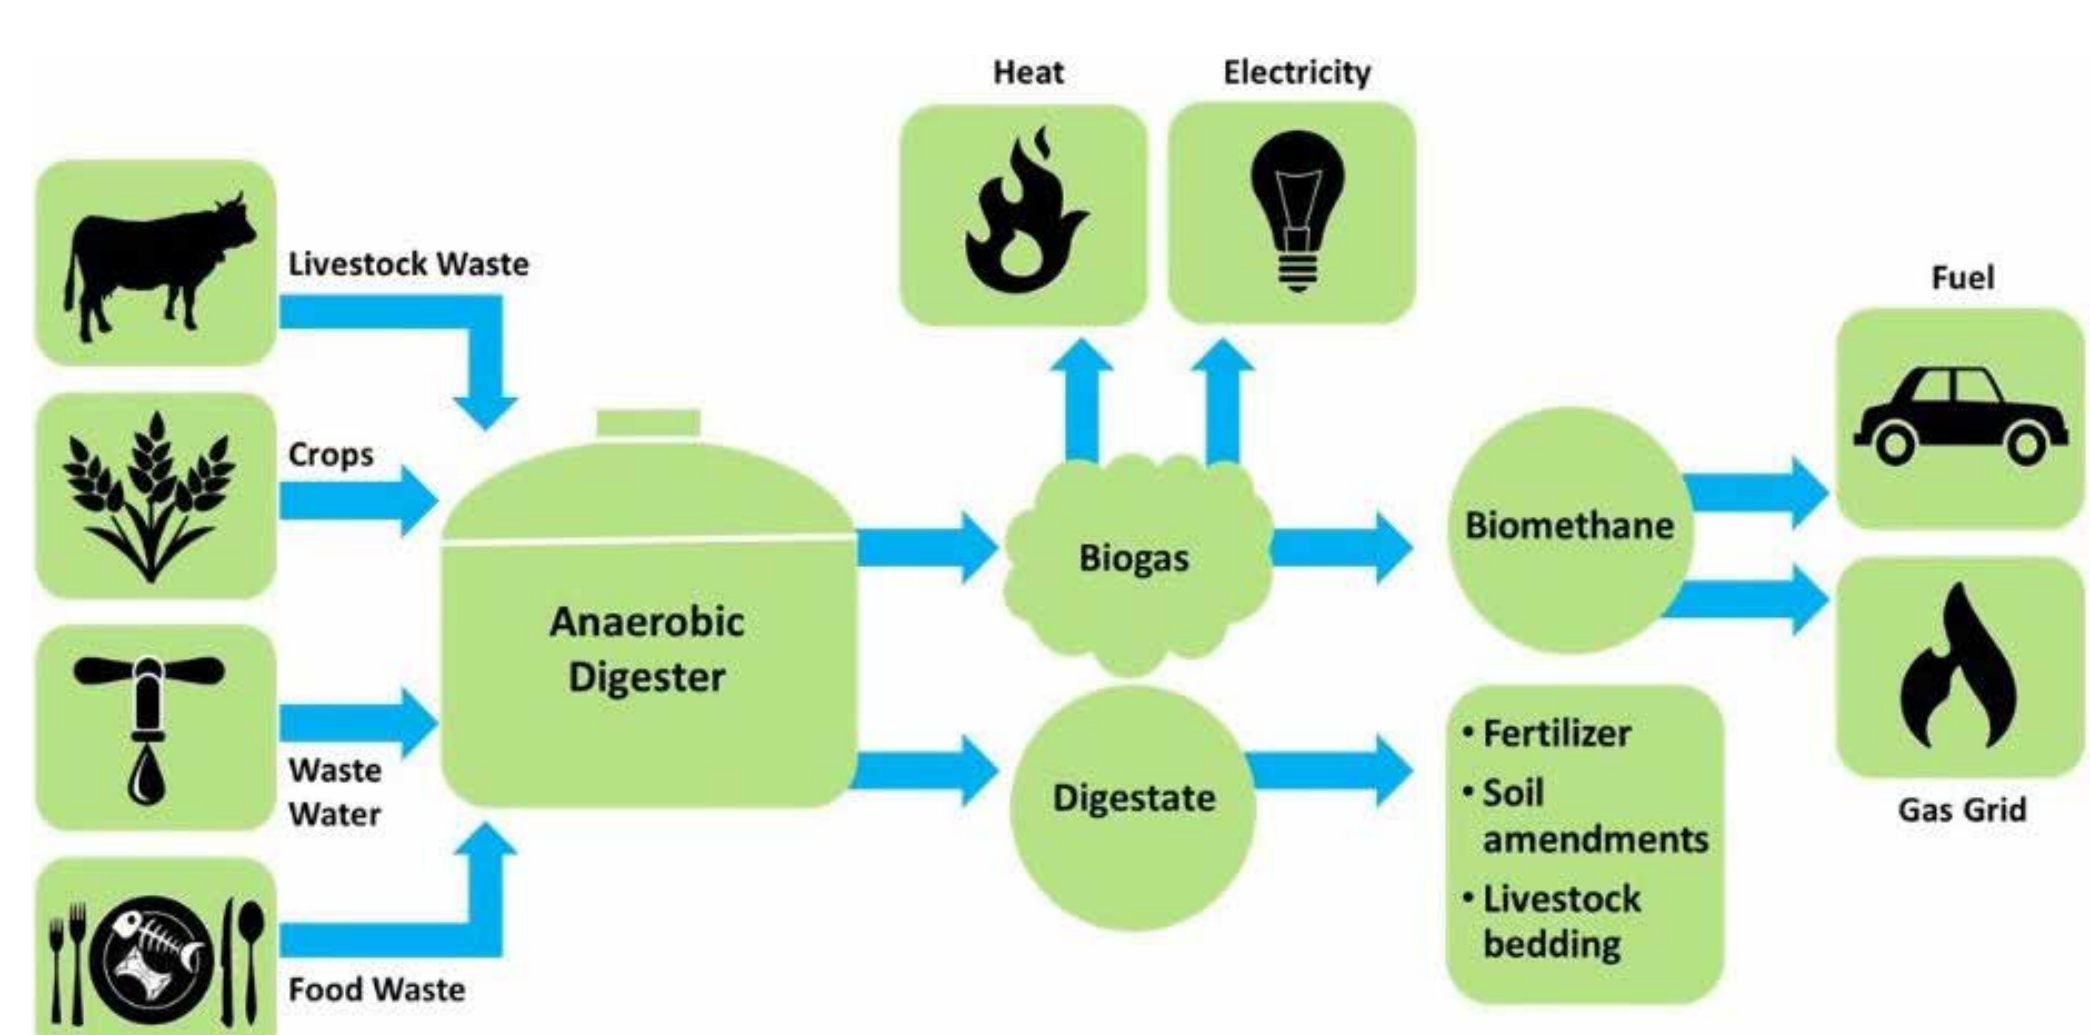 Heat
Electricity
Livestock Waste
Crops
Waste
Water
Food Waste
Anaerobic
Digester
Biogas
Digestate
Biomethane
• Fertilizer
• Soil
amendments
• Livestock
bedding
Fuel
Gas Grid